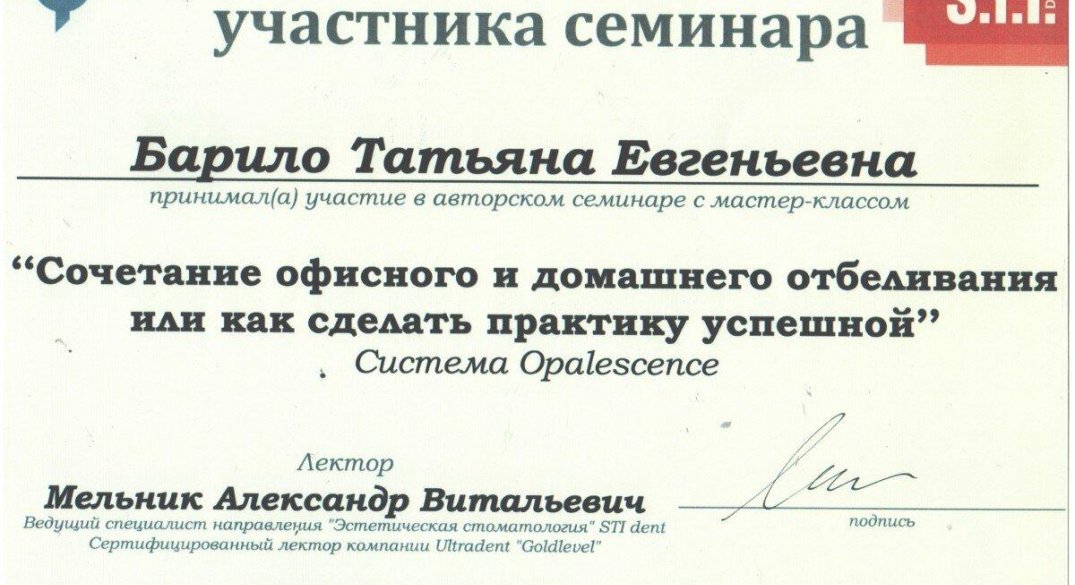 участника семинара
S.T.I.
Барило Татьяна Евгеньевна
принимал(а) участие в авторском семинаре с мастер-классом
“Сочетание офисного и домашнего отбеливания
или как сделать практику успешной”
Система Opalescence
Лектор
Мельник Александр Витальевич
Ведущий специалист направления "Эстетическая стоматология" STI dent
Сертифицированный лектор компании Ultradent "Goldlevel"
подпись